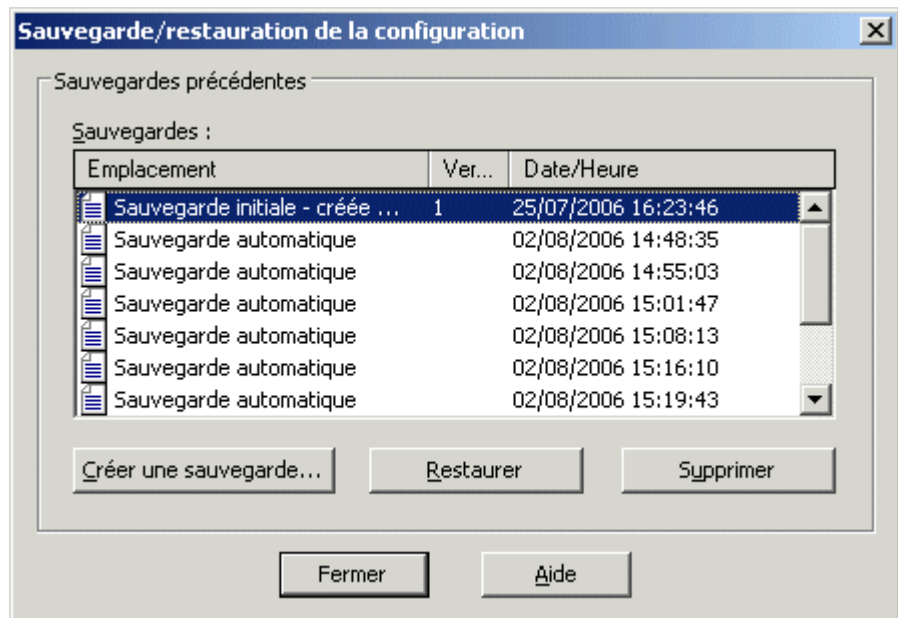 Sauvegarde/restauration de la configuration
Sauvegardes précédentes
Sauvegardes :
Emplacement Ver... Date/Heure
Sauvegarde initiale - créée ... 1 25/07/2006 16:23:46
Sauvegarde automatique 02/08/2006 14:48:35
Sauvegarde automatique 02/08/2006 14:55:03
Sauvegarde automatique 02/08/2006 15:01:47
Sauvegarde automatique 02/08/2006 15:08:13
Sauvegarde automatique 02/08/2006 15:16:10
Sauvegarde automatique 02/08/2006 15:19:43
Créer une sauvegarde... Restaurer Supprimer
Fermer Aide